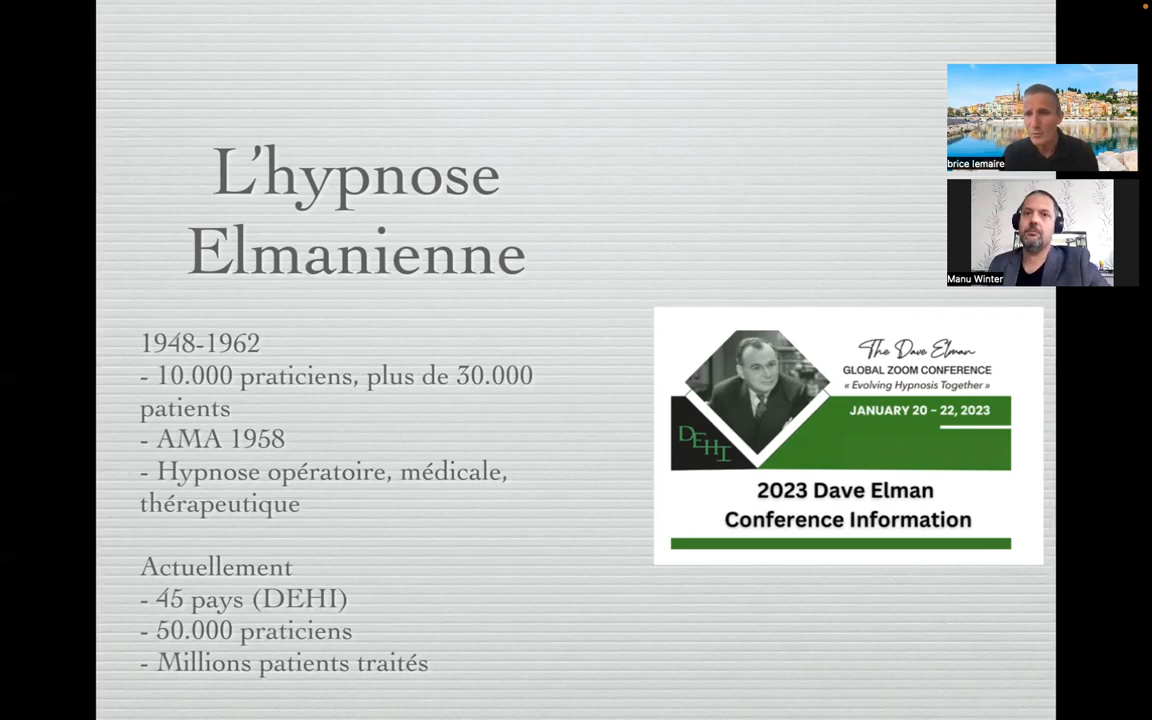 L'hypnose
Elmanienne
1948-1962
- 10.000 praticiens, plus de 30.000
patients
- AMA 1958
- Hypnose opératoire, médicale,
thérapeutique
Actuellement
- 45 pays (DEHI)
- 50.000 praticiens
- Millions patients traités
brice lemaire
Manu Winter
The Dave Elman
GLOBAL ZOOM CONFERENCE
« Evolving Hypnosis Together »
JANUARY 20 - 22, 2023
DEHI
2023 Dave Elman
Conference Information